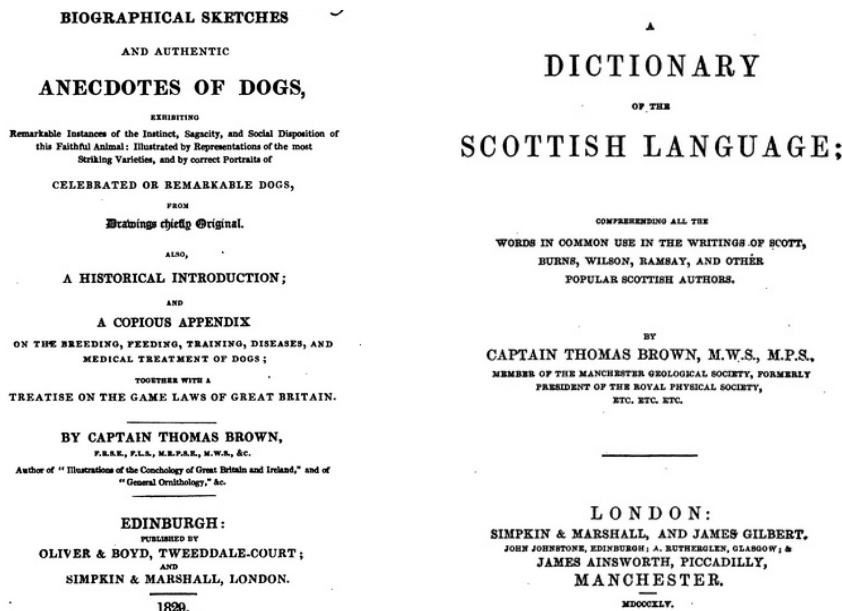 BIOGRAPHICAL SKETCHES
AND AUTHENTIC
ANECDOTES OF DOGS,
EXHIBITING
Remarkable Instances of the Instinct, Sagacity, and Social Disposition of
this Faithful Animal: Illustrated by Representations of the most
Striking Varieties, and by correct Portraits of
CELEBRATED OR REMARKABLE DOGS,
FROM
Drawings chiefly Original.
ALSO,
A HISTORICAL INTRODUCTION;
AND
A COPIOUS APPENDIX
ON THE BREEDING, FEEDING, TRAINING, DISEASES, AND
MEDICAL TREATMENT OF DOGS;
TOGETHER WITH A
TREATISE ON THE GAME LAWS OF GREAT BRITAIN.
BY CAPTAIN THOMAS BROWN,
F.R.S.E., F.L.S., M.R.P.S.E., M.W.S., &C.
Author of "Illustrations of the Conchology of Great Britain and Ireland," and of
"General Ornithology," &c.
EDINBURGH:
PUBLISHED BY
OLIVER & BOYD, TWEEDDALE-COURT;
AND
SIMPKIN & MARSHALL, LONDON.
1829.
A
DICTIONARY
OF THE
SCOTTISH LANGUAGE;
COMPREHENDING ALL THE
WORDS IN COMMON USE IN THE WRITINGS OF SCOTT,
BURNS, WILSON, RAMSAY, AND OTHER
POPULAR SCOTTISH AUTHORS.
BY
CAPTAIN THOMAS BROWN, M.W.S., M.P.S.,
MEMBER OF THE MANCHESTER GEOLOGICAL SOCIETY, FORMERLY
PRESIDENT OF THE ROYAL PHYSICAL SOCIETY,
ETC. ETC. ETC.
LONDON:
SIMPKIN & MARSHALL, AND JAMES GILBERT.
JOHN JOHNSTONE, EDINBURGH; A. RUTHERGLEN, GLASGOW; &
JAMES AINSWORTH, PICCADILLY,
MANCHESTER.
MDCCCXLV.